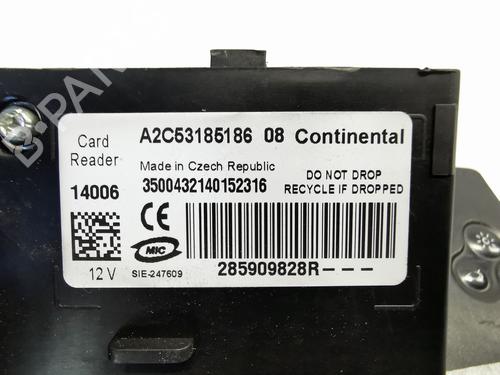 B-PARTS
Card Reader
A2C53185186 08 Continental
Made in Czech Republic
DO NOT DROP
RECYCLE IF DROPPED
14006
3500432140152316
CE
MIC
12 V
SIE-247609
285909828R---